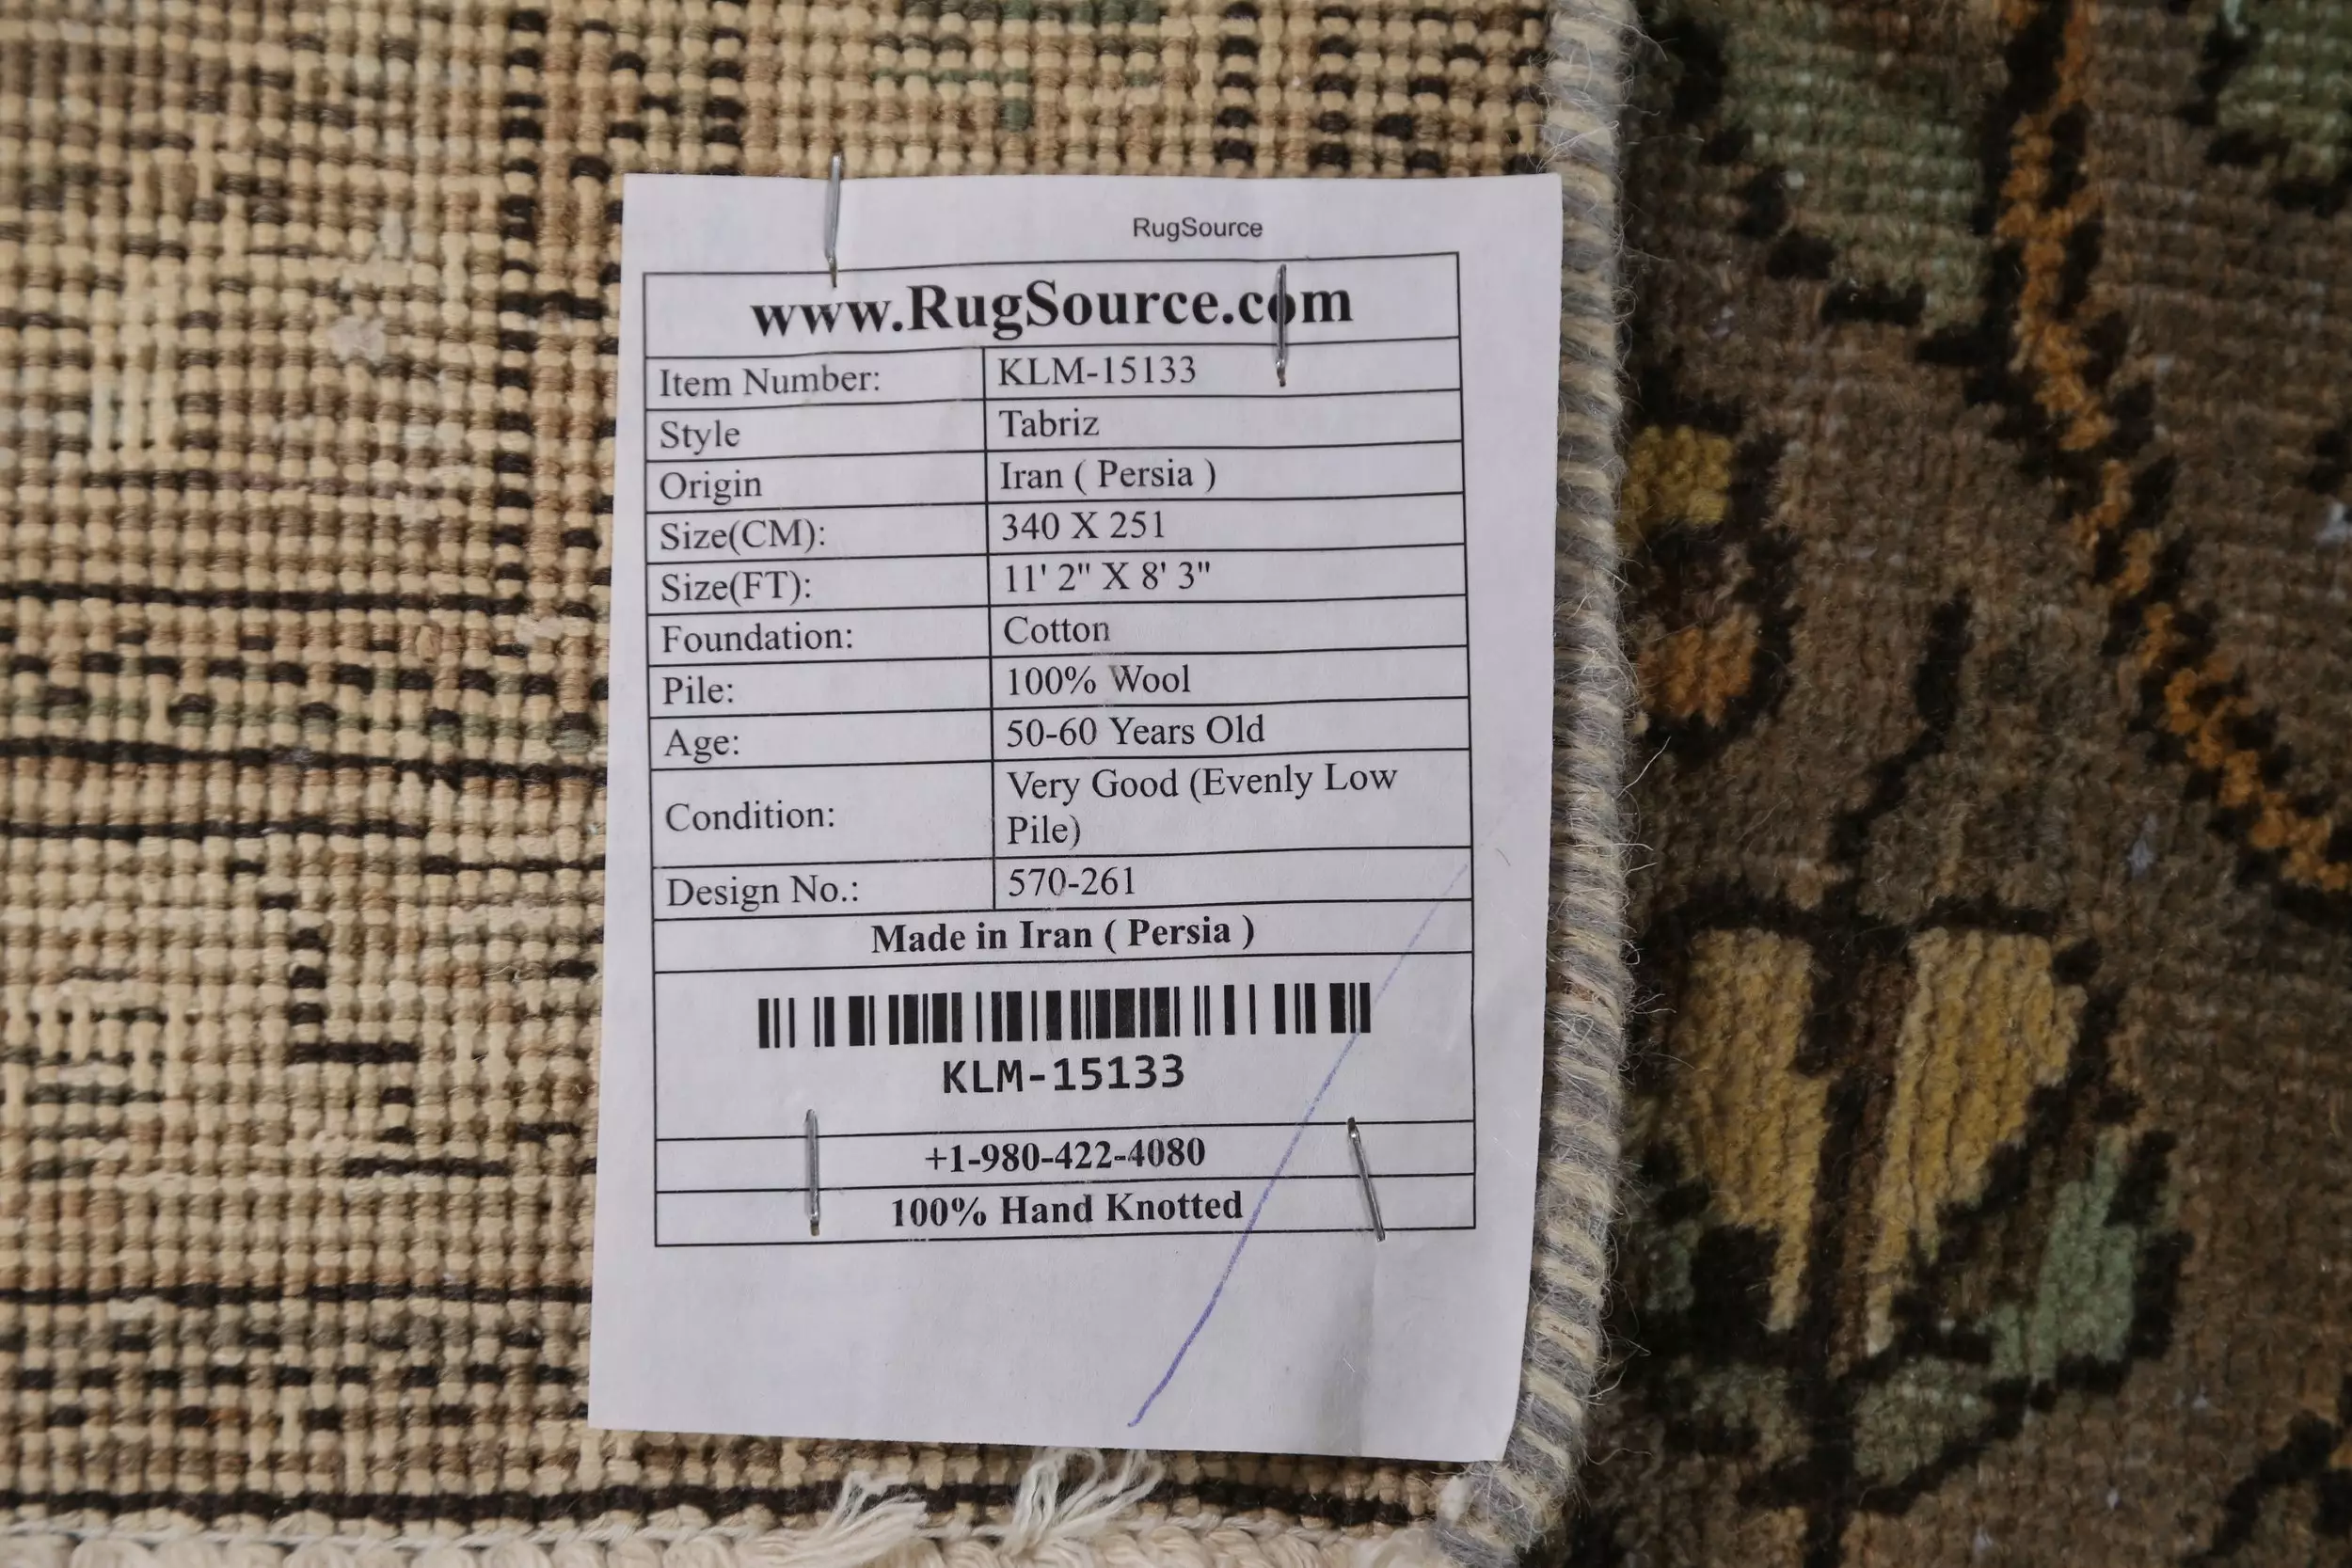 RugSource
www.RugSource.com
Item Number: KLM-15133
Style Tabriz
Origin Iran ( Persia )
Size(CM): 340 X 251
Size(FT): 11' 2" X 8' 3"
Foundation: Cotton
Pile: 100% Wool
Age: 50-60 Years Old
Condition: Very Good (Evenly Low
Pile)
Design No.: 570-261
Made in Iran ( Persia )
KLM-15133
+1-980-422-4080
100% Hand Knotted